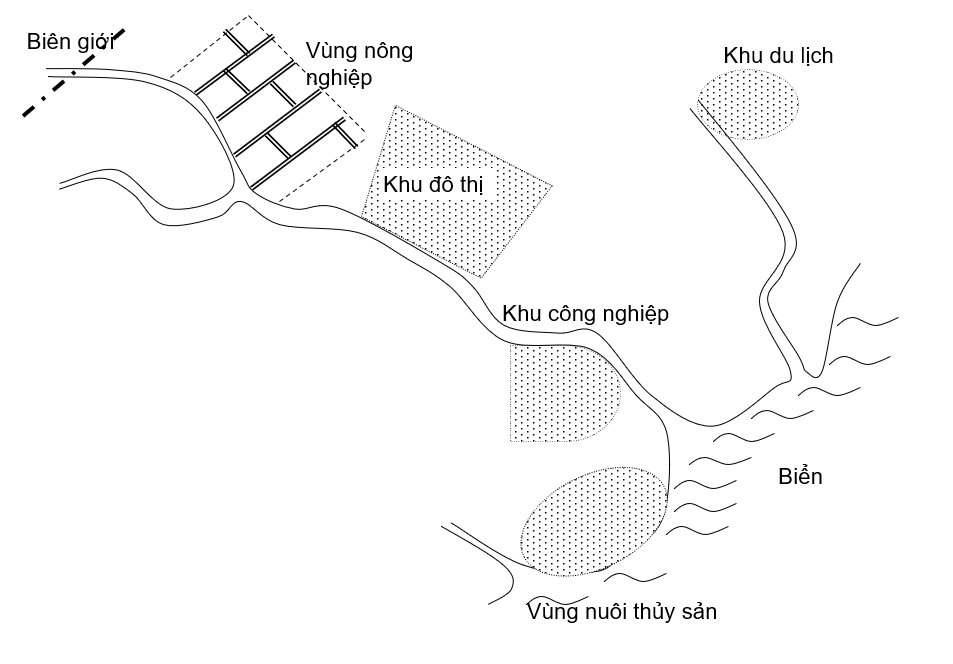 Biên giới
Vùng nông
nghiệp
Khu du lịch
Khu đô thị
Khu công nghiệp
Biển
Vùng nuôi thủy sản